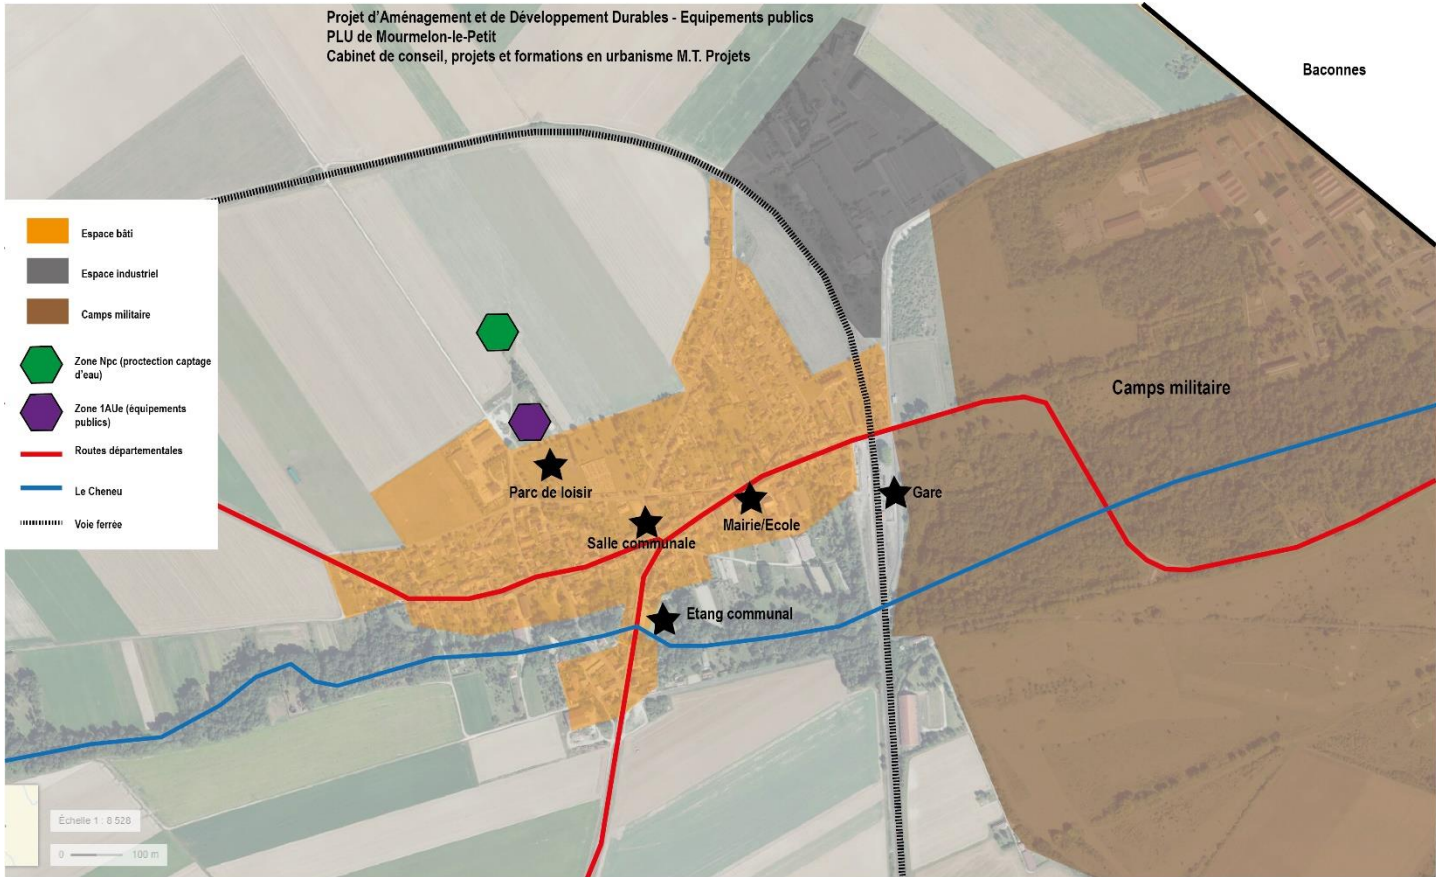 Projet d'Aménagement et de Développement Durables - Equipements publics
PLU de Mourmelon-le-Petit
Cabinet de conseil, projets et formations en urbanisme M.T. Projets
Baconnes
Espace bâti
Espace industriel
Camps militaire
Zone Npc (proctection captage
d'eau)
Zone 1AUe (équipements
publics)
Routes départementales
Le Cheneu
Voie ferrée
Camps militaire
Parc de loisir
Gare
Mairie/Ecole
Salle communale
Etang communal
Échelle 1 : 8 528
0 100 m